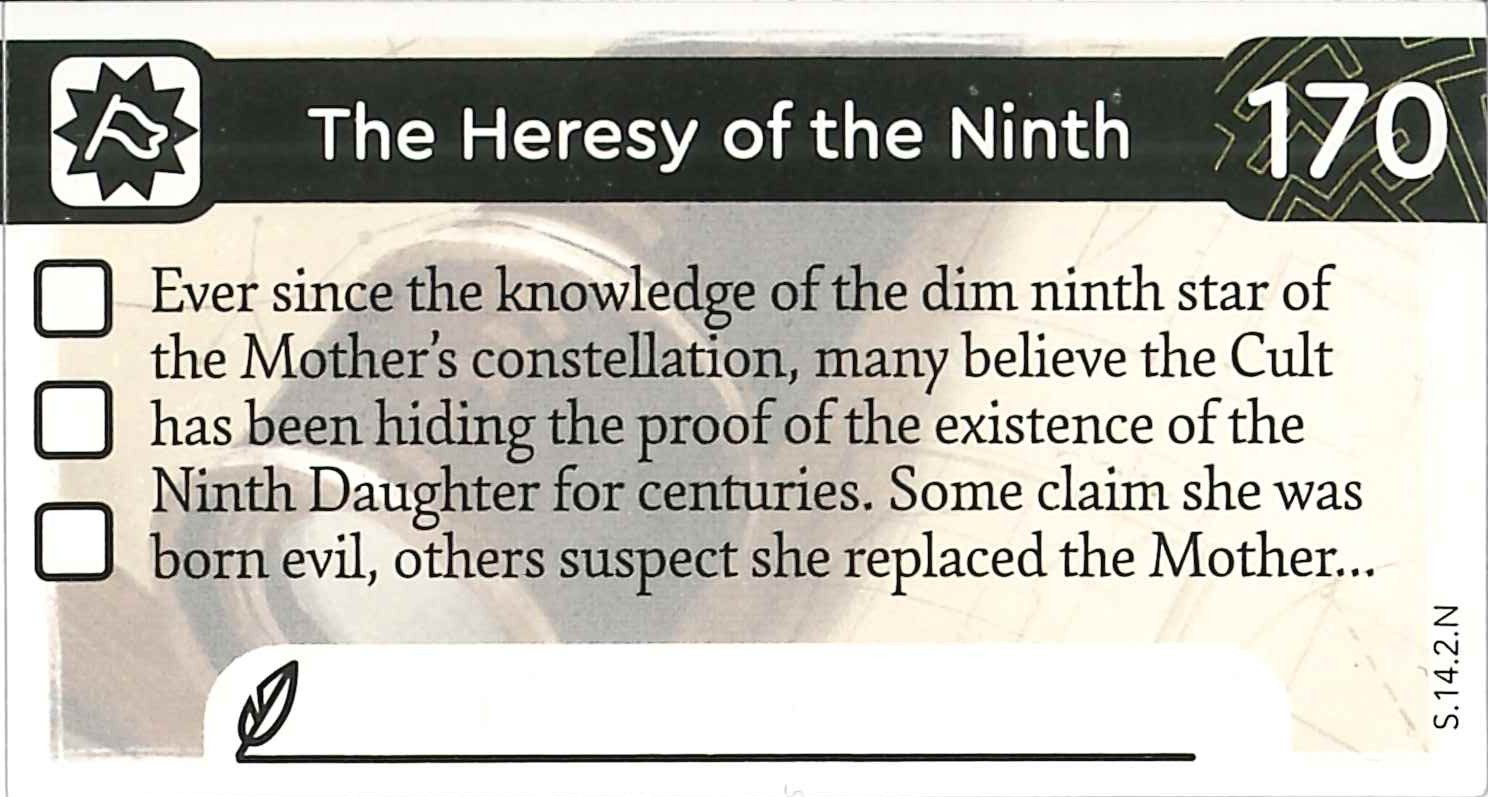 The Heresy of the Ninth
170
Ever since the knowledge of the dim ninth star of
the Mother's constellation, many believe the Cult
has been hiding the proof of the existence of the
Ninth Daughter for centuries. Some claim she was
born evil, others suspect she replaced the Mother...
S.14.2.N